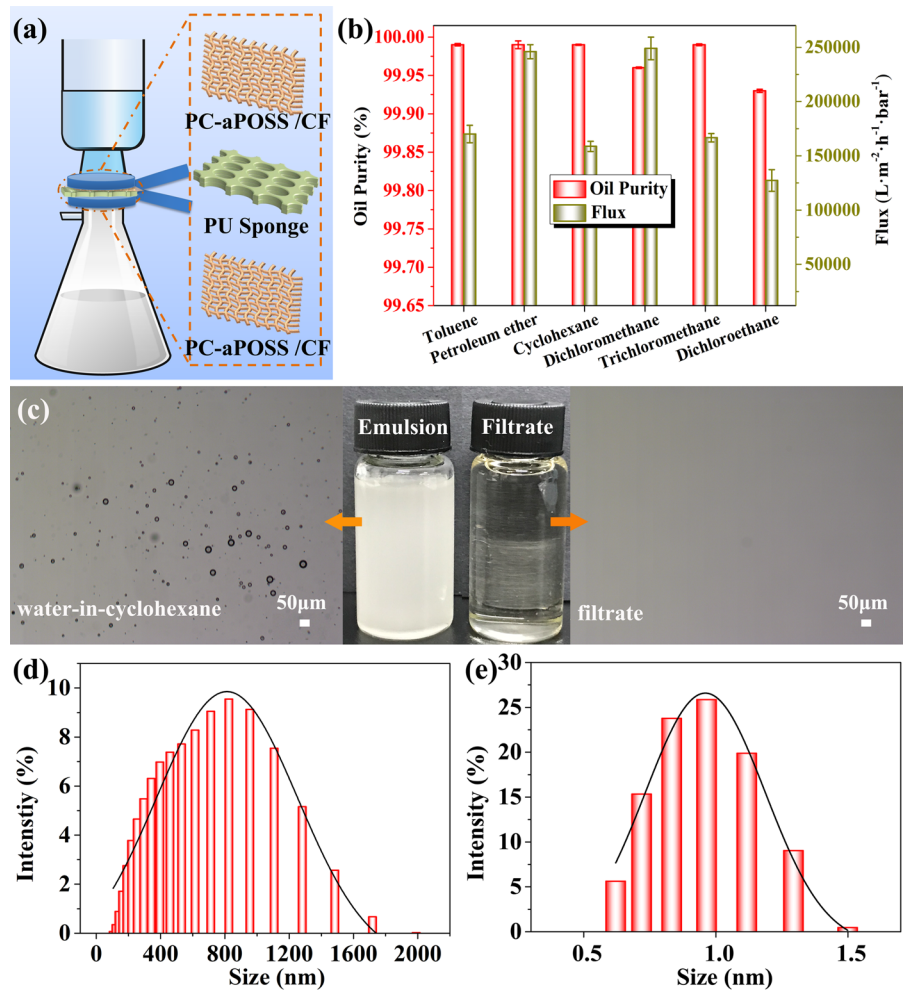 (a)
PC-aPOSS /CF
PU Sponge
PC-aPOSS /CF
(b)
100.00
99.95
99.90
99.85
99.80
99.75
99.70
99.65
Oil Purity (%)
Oil Purity
Flux
250000
200000
150000
100000
50000
Flux (L·m⁻²·h⁻¹·bar⁻¹)
Toluene
Petroleum ether
Cyclohexane
Dichloromethane
Trichloromethane
Dichloroethane
(c)
water-in-cyclohexane
50μm
Emulsion
Filtrate
filtrate
50μm
(d)
10
8
6
4
2
0
Intenstiy (%)
0 400 800 1200 1600 2000
Size (nm)
(e)
30
25
20
15
10
5
0
Intensity (%)
0.5 1.0 1.5
Size (nm)